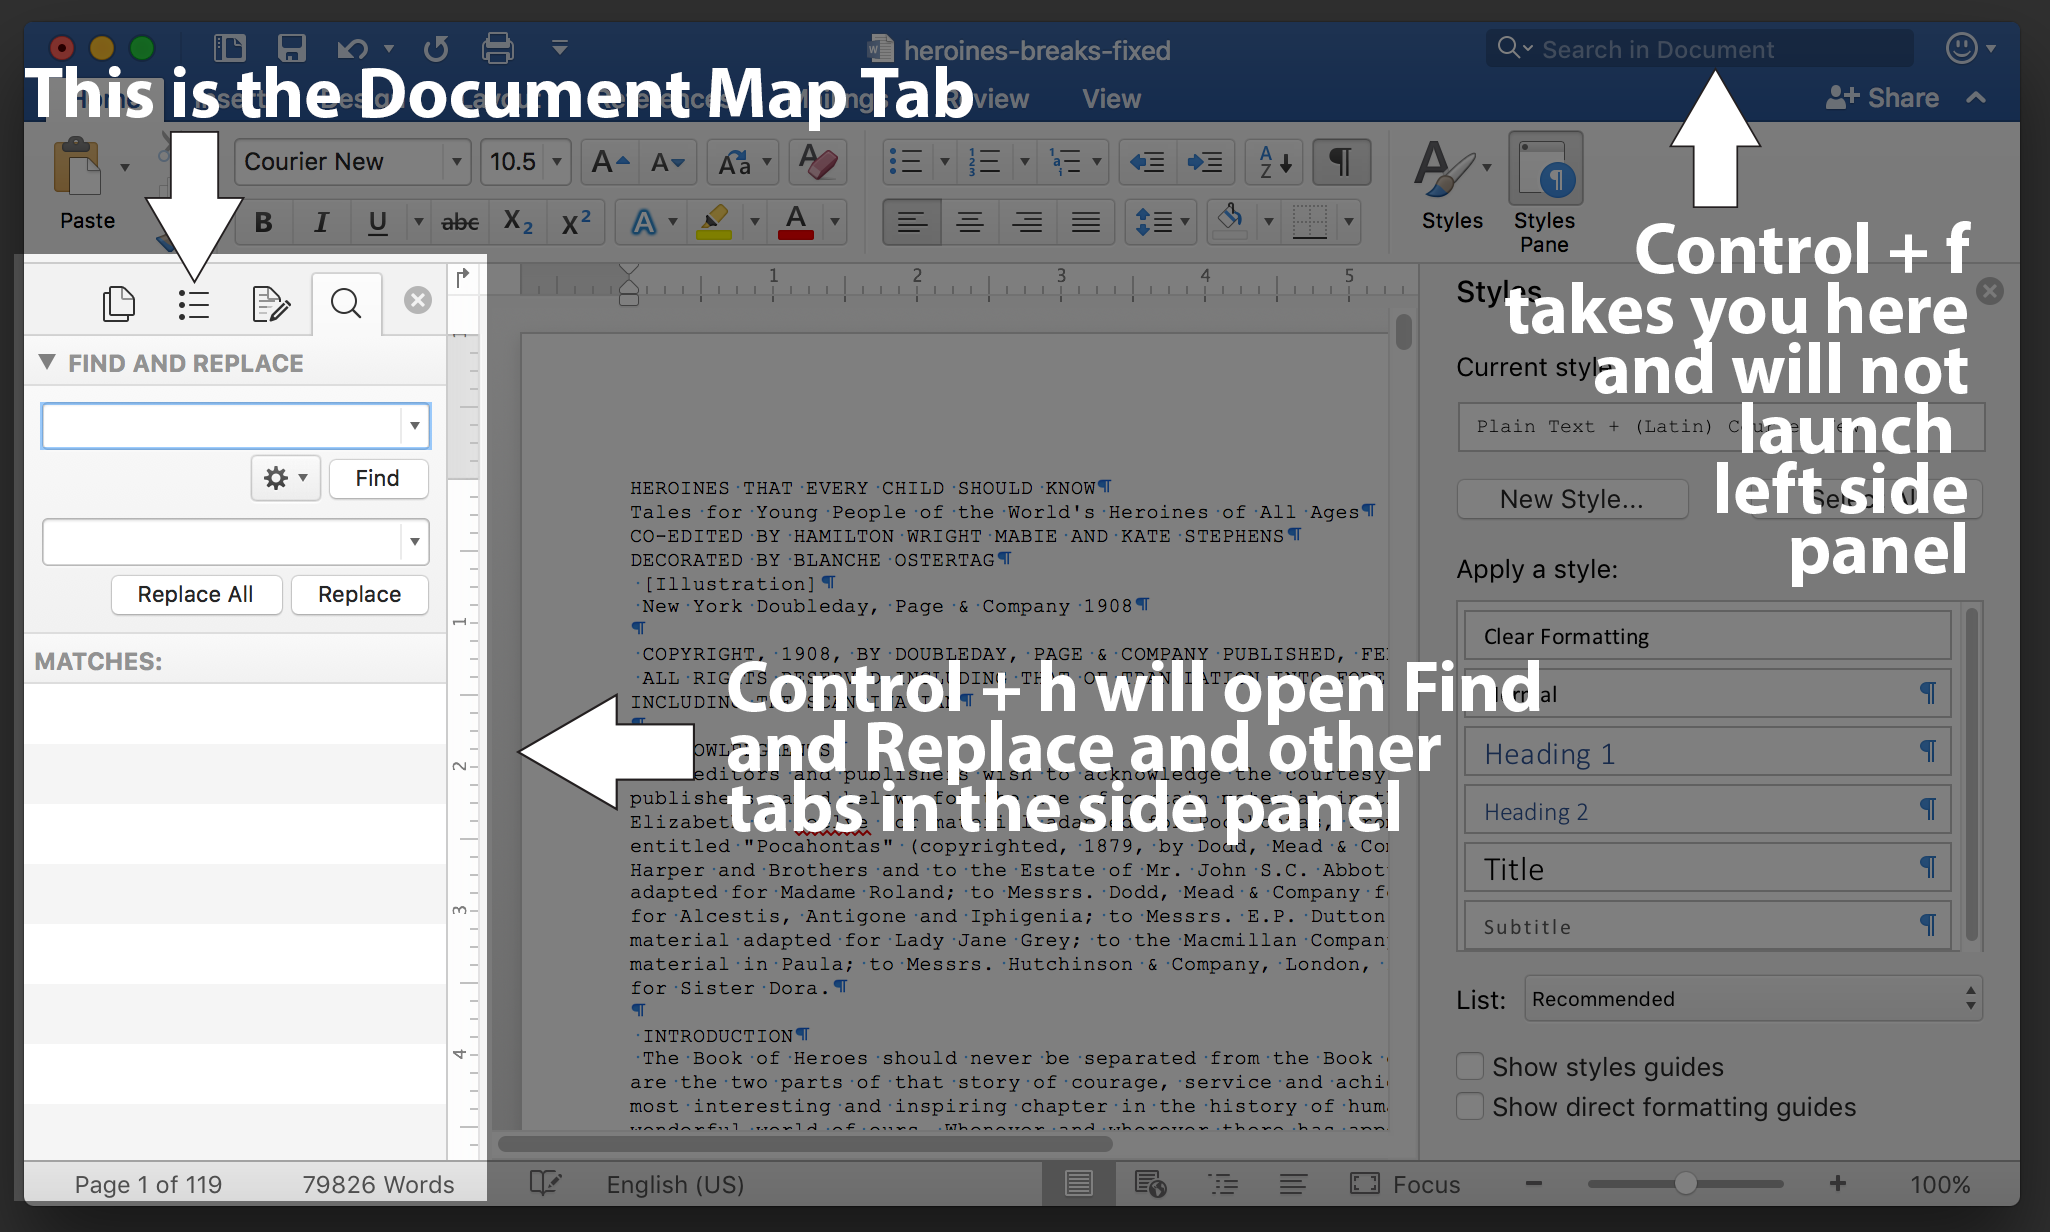 heroines-breaks-fixed
Search in Document
This is the Document Map Tab
Review
View
Share
Paste
Courier New
10.5
Styles
Styles
Pane
Control + f
takes you here
and will not
launch
left side
panel
1 2 3 4 5
FIND AND REPLACE
Find
Replace All
Replace
MATCHES:
HEROINES THAT EVERY CHILD SHOULD KNOW¶
Tales for Young People of the World's Heroines of All Ages¶
CO-EDITED BY HAMILTON WRIGHT MABIE AND KATE STEPHENS¶
DECORATED BY BLANCHE OSTERTAG¶
[Illustration]¶
New York Doubleday, Page & Company 1908¶
¶
COPYRIGHT, 1908, BY DOUBLEDAY, PAGE & COMPANY PUBLISHED,
ALL RIGHTS
INCLUDING
Control + h will open Find
and Replace and other
tabs in the side panel
editors and publishers wish to acknowledge the courtesy
entitled "Pocahontas" (copyrighted, 1879, by Dodd, Mead &
Harper and Brothers and to the Estate of Mr. John S.C.
adapted for Madame Roland; to Messrs. Dodd, Mead & Company
for Alcestis, Antigone and Iphigenia; to Messrs. E.P. Dutton
material adapted for Lady Jane Grey; to the Macmillan
material in Paula; to Messrs. Hutchinson & Company, London,
for Sister Dora.¶
¶
INTRODUCTION¶
The Book of Heroes should never be separated from the Book
are the two parts of that story of courage, service and
most interesting and inspiring chapter in the history of
Styles
Current style
Plain Text + (Latin)
New Style...
Apply a style:
Clear Formatting
Heading 1
Heading 2
Title
Subtitle
List:
Recommended
Show styles guides
Show direct formatting guides
Page 1 of 119
79826 Words
English (US)
Focus
100%